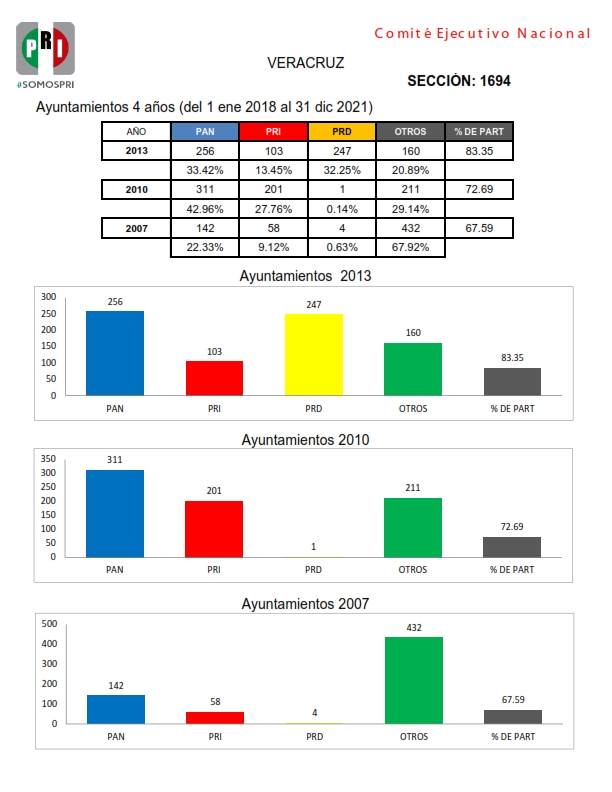 Comité Ejecutivo Nacional
PRI
#SOMOSPRI
VERACRUZ
SECCIÒN: 1694
Ayuntamientos 4 años (del 1 ene 2018 al 31 dic 2021)
AÑO PAN PRI PRD OTROS % DE PART
2013 256 103 247 160 83.35
33.42% 13.45% 32.25% 20.89%
2010 311 201 1 211 72.69
42.96% 27.76% 0.14% 29.14%
2007 142 58 4 432 67.59
22.33% 9.12% 0.63% 67.92%
Ayuntamientos 2013
300
250
200
150
100
50
0
256
103
247
160
83.35
PAN PRI PRD OTROS % DE PART
Ayuntamientos 2010
350
300
250
200
150
100
50
0
311
201
1
211
72.69
PAN PRI PRD OTROS % DE PART
Ayuntamientos 2007
500
400
300
200
100
0
142
58
4
432
67.59
PAN PRI PRD OTROS % DE PART